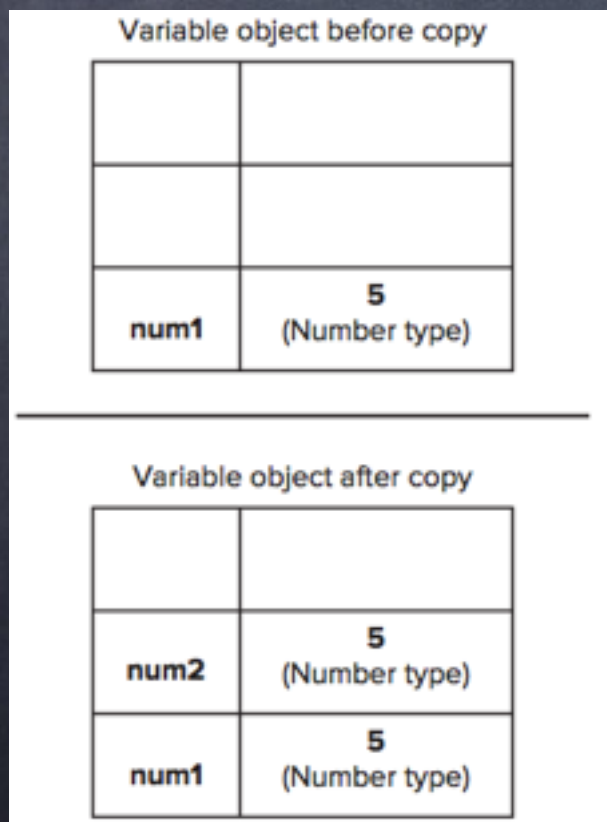 Variable object before copy
5
num1 (Number type)
Variable object after copy
5
num2 (Number type)
5
num1 (Number type)